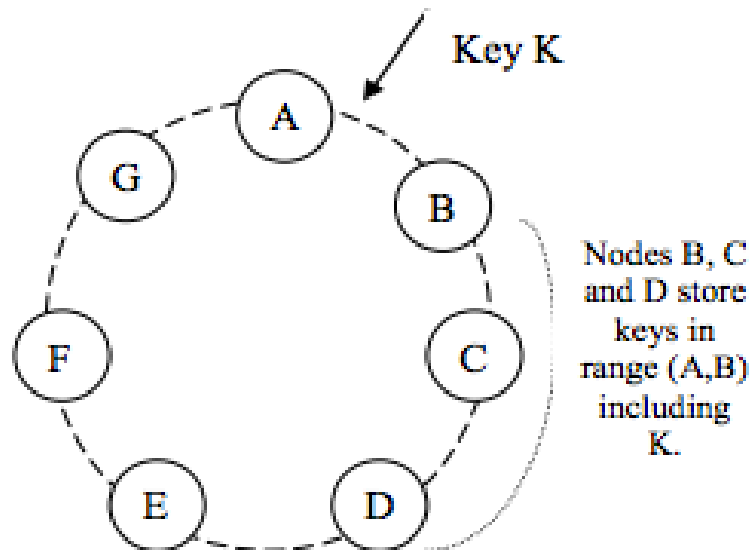 Key K
A
G
B
Nodes B, C
and D store
keys in
range (A,B)
including
K.
F
C
E
D